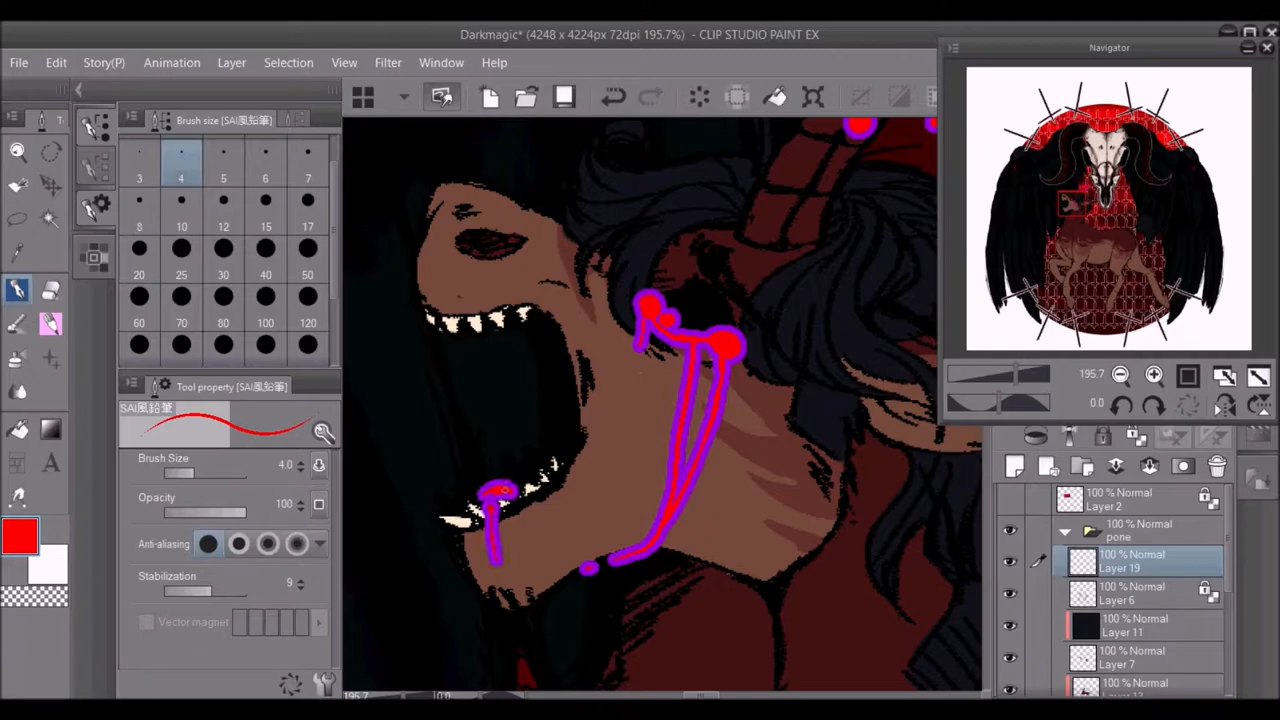 Darkmagic* (4248 x 4224px 72dpi 195.7%) - CLIP STUDIO PAINT EX
File Edit Story(P) Animation Layer Selection View Filter Window Help
Navigator
Brush size [SAI風鉛筆]
3 4 5 6 7
8 10 12 15 17
20 25 30 40 50
60 70 80 100 120
Tool property [SAI風鉛筆]
SAI風鉛筆
Brush Size 4.0
Opacity 100
Anti-aliasing
Stabilization 9
Vector magnet
195.7 0.0
195.7
0.0
100 % Normal
Layer 2
100 % Normal
pone
100 % Normal
Layer 19
100 % Normal
Layer 6
100 % Normal
Layer 11
100 % Normal
Layer 7
100 % Normal